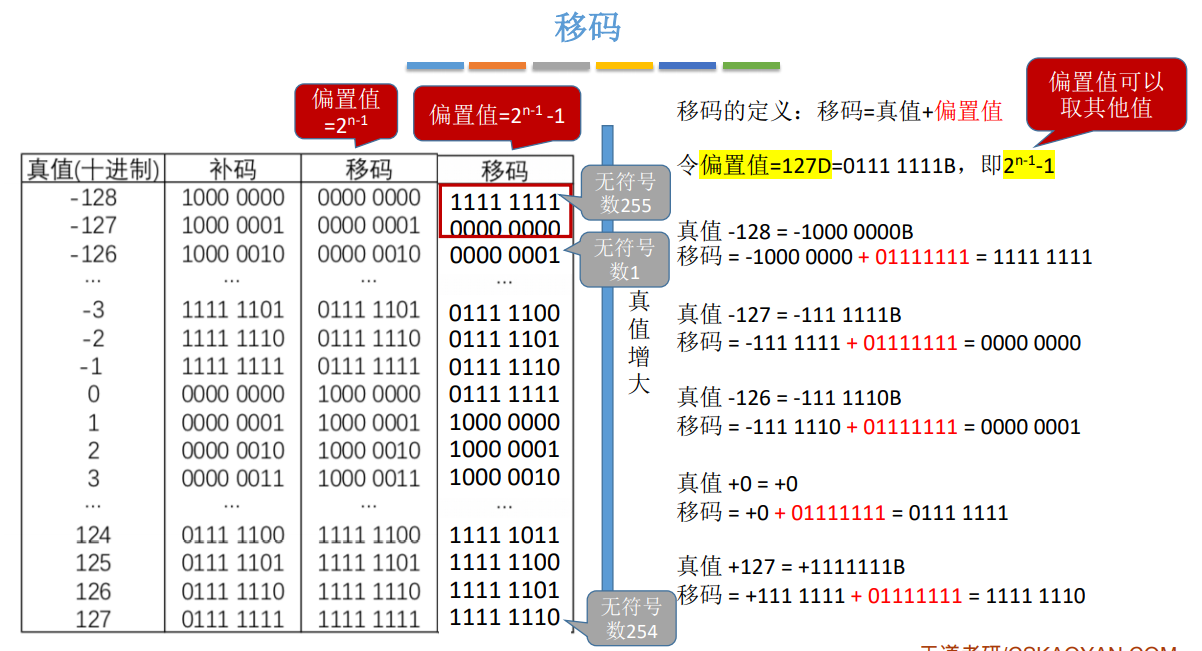 移码
偏置值
=2ⁿ⁻¹
偏置值=2ⁿ⁻¹ -1
偏置值可以
取其他值
移码的定义：移码=真值+偏置值
令偏置值=127D=0111 1111B，即2ⁿ⁻¹-1
真值(十进制) 补码 移码 移码
-128 1000 0000 0000 0000 1111 1111
-127 1000 0001 0000 0001 0000 0000
-126 1000 0010 0000 0010 0000 0001
... ... ... ...
-3 1111 1101 0111 1101 0111 1100
-2 1111 1110 0111 1110 0111 1101
-1 1111 1111 0111 1111 0111 1110
0 0000 0000 1000 0000 0111 1111
1 0000 0001 1000 0001 1000 0000
2 0000 0010 1000 0010 1000 0001
3 0000 0011 1000 0011 1000 0010
... ... ... ...
124 0111 1100 1111 1100 1111 1011
125 0111 1101 1111 1101 1111 1100
126 0111 1110 1111 1110 1111 1101
127 0111 1111 1111 1111 1111 1110
无符号
数255
无符号
数1
真
值
增
大
无符号
数254
真值 -128 = -1000 0000B
移码 = -1000 0000 + 01111111 = 1111 1111
真值 -127 = -111 1111B
移码 = -111 1111 + 01111111 = 0000 0000
真值 -126 = -111 1110B
移码 = -111 1110 + 01111111 = 0000 0001
真值 +0 = +0
移码 = +0 + 01111111 = 0111 1111
真值 +127 = +1111111B
移码 = +111 1111 + 01111111 = 1111 1110
王道考研/CSKAOYAN.COM